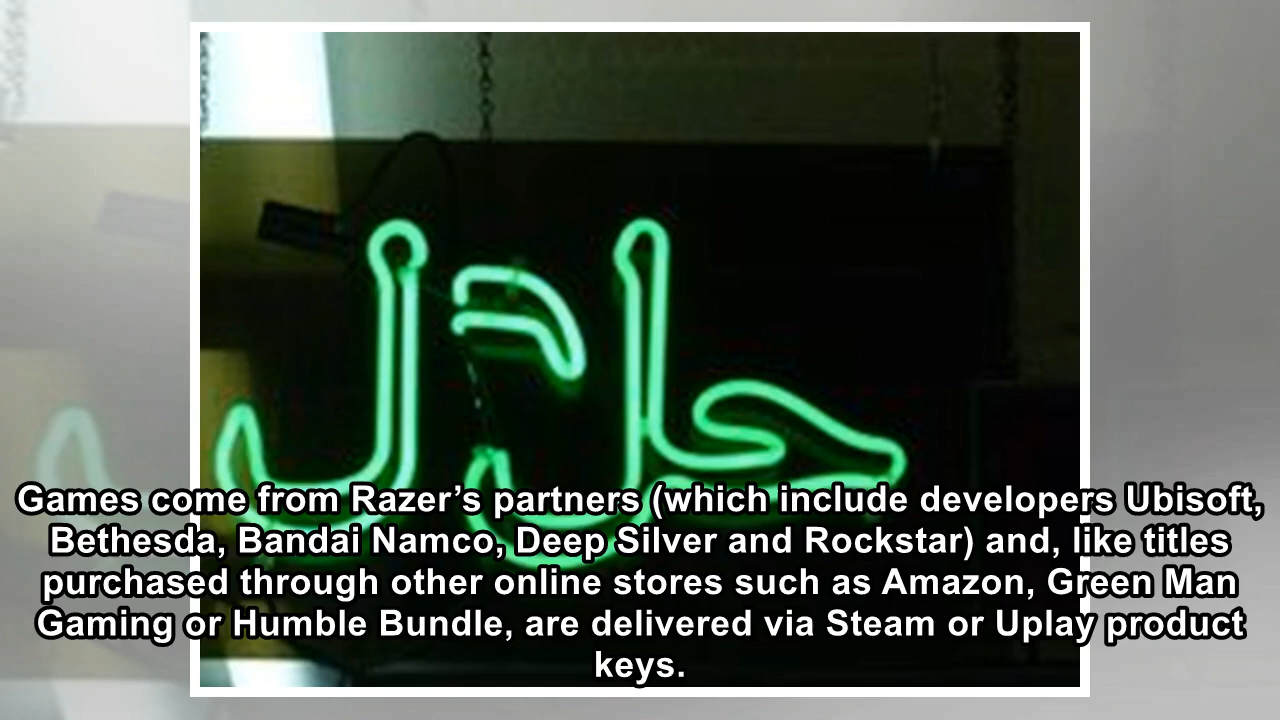 حلال
Games come from Razer’s partners (which include developers Ubisoft,
Bethesda, Bandai Namco, Deep Silver and Rockstar) and, like titles
purchased through other online stores such as Amazon, Green Man
Gaming or Humble Bundle, are delivered via Steam or Uplay product
keys.